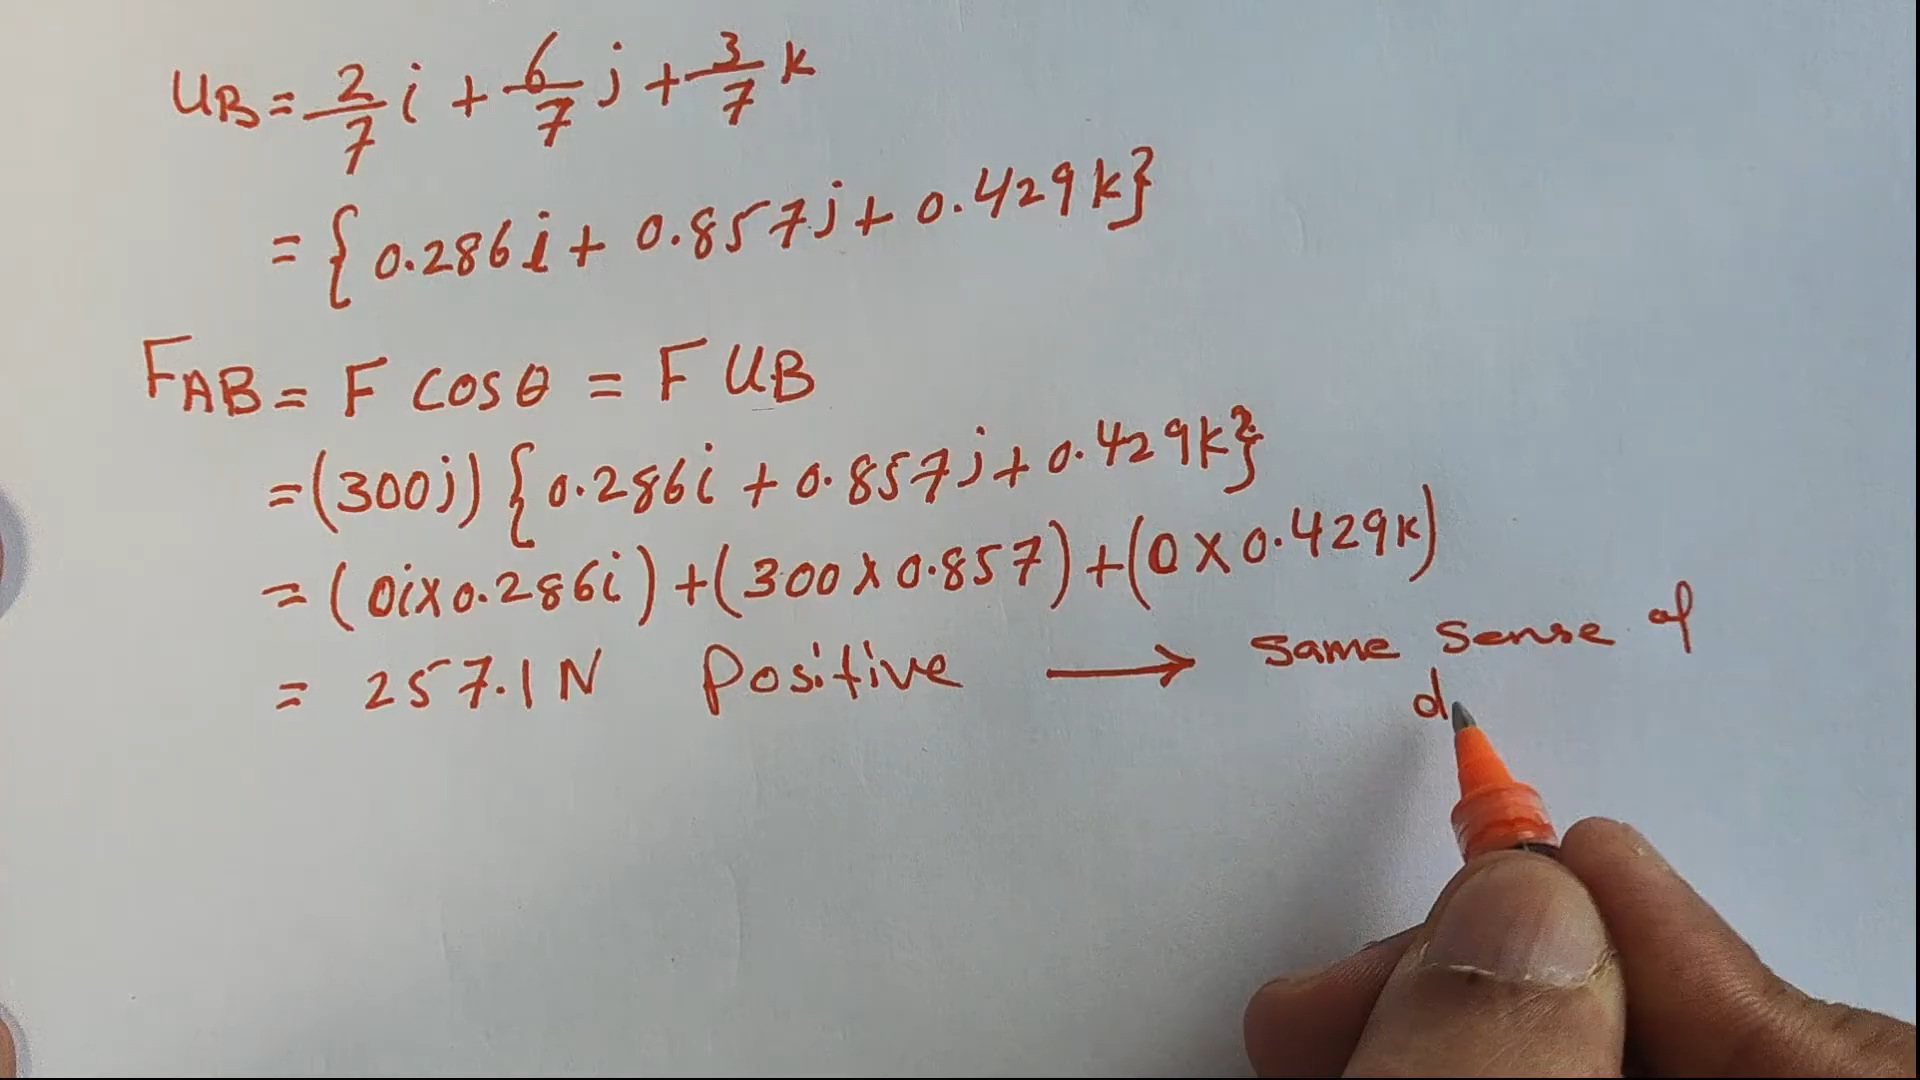 UB = 2/7 i + 6/7 j + 3/7 k
= {0.286i + 0.857j + 0.429k}
FAB = F cosθ = F UB
= (300j) {0.286i + 0.857j + 0.429k}
= (0i×0.286i) + (300×0.857) + (0×0.429k)
= 257.1N Positive → same sense of
d